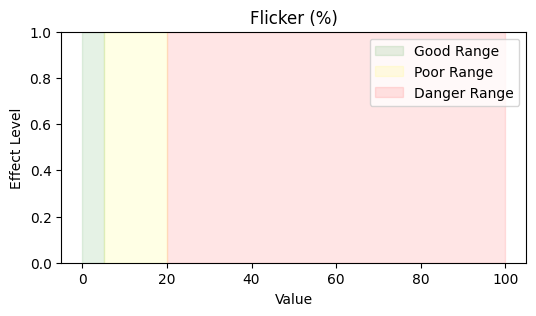 Flicker (%)
Good Range
Poor Range
Danger Range
Effect Level
1.0
0.8
0.6
0.4
0.2
0.0
0 20 40 60 80 100
Value